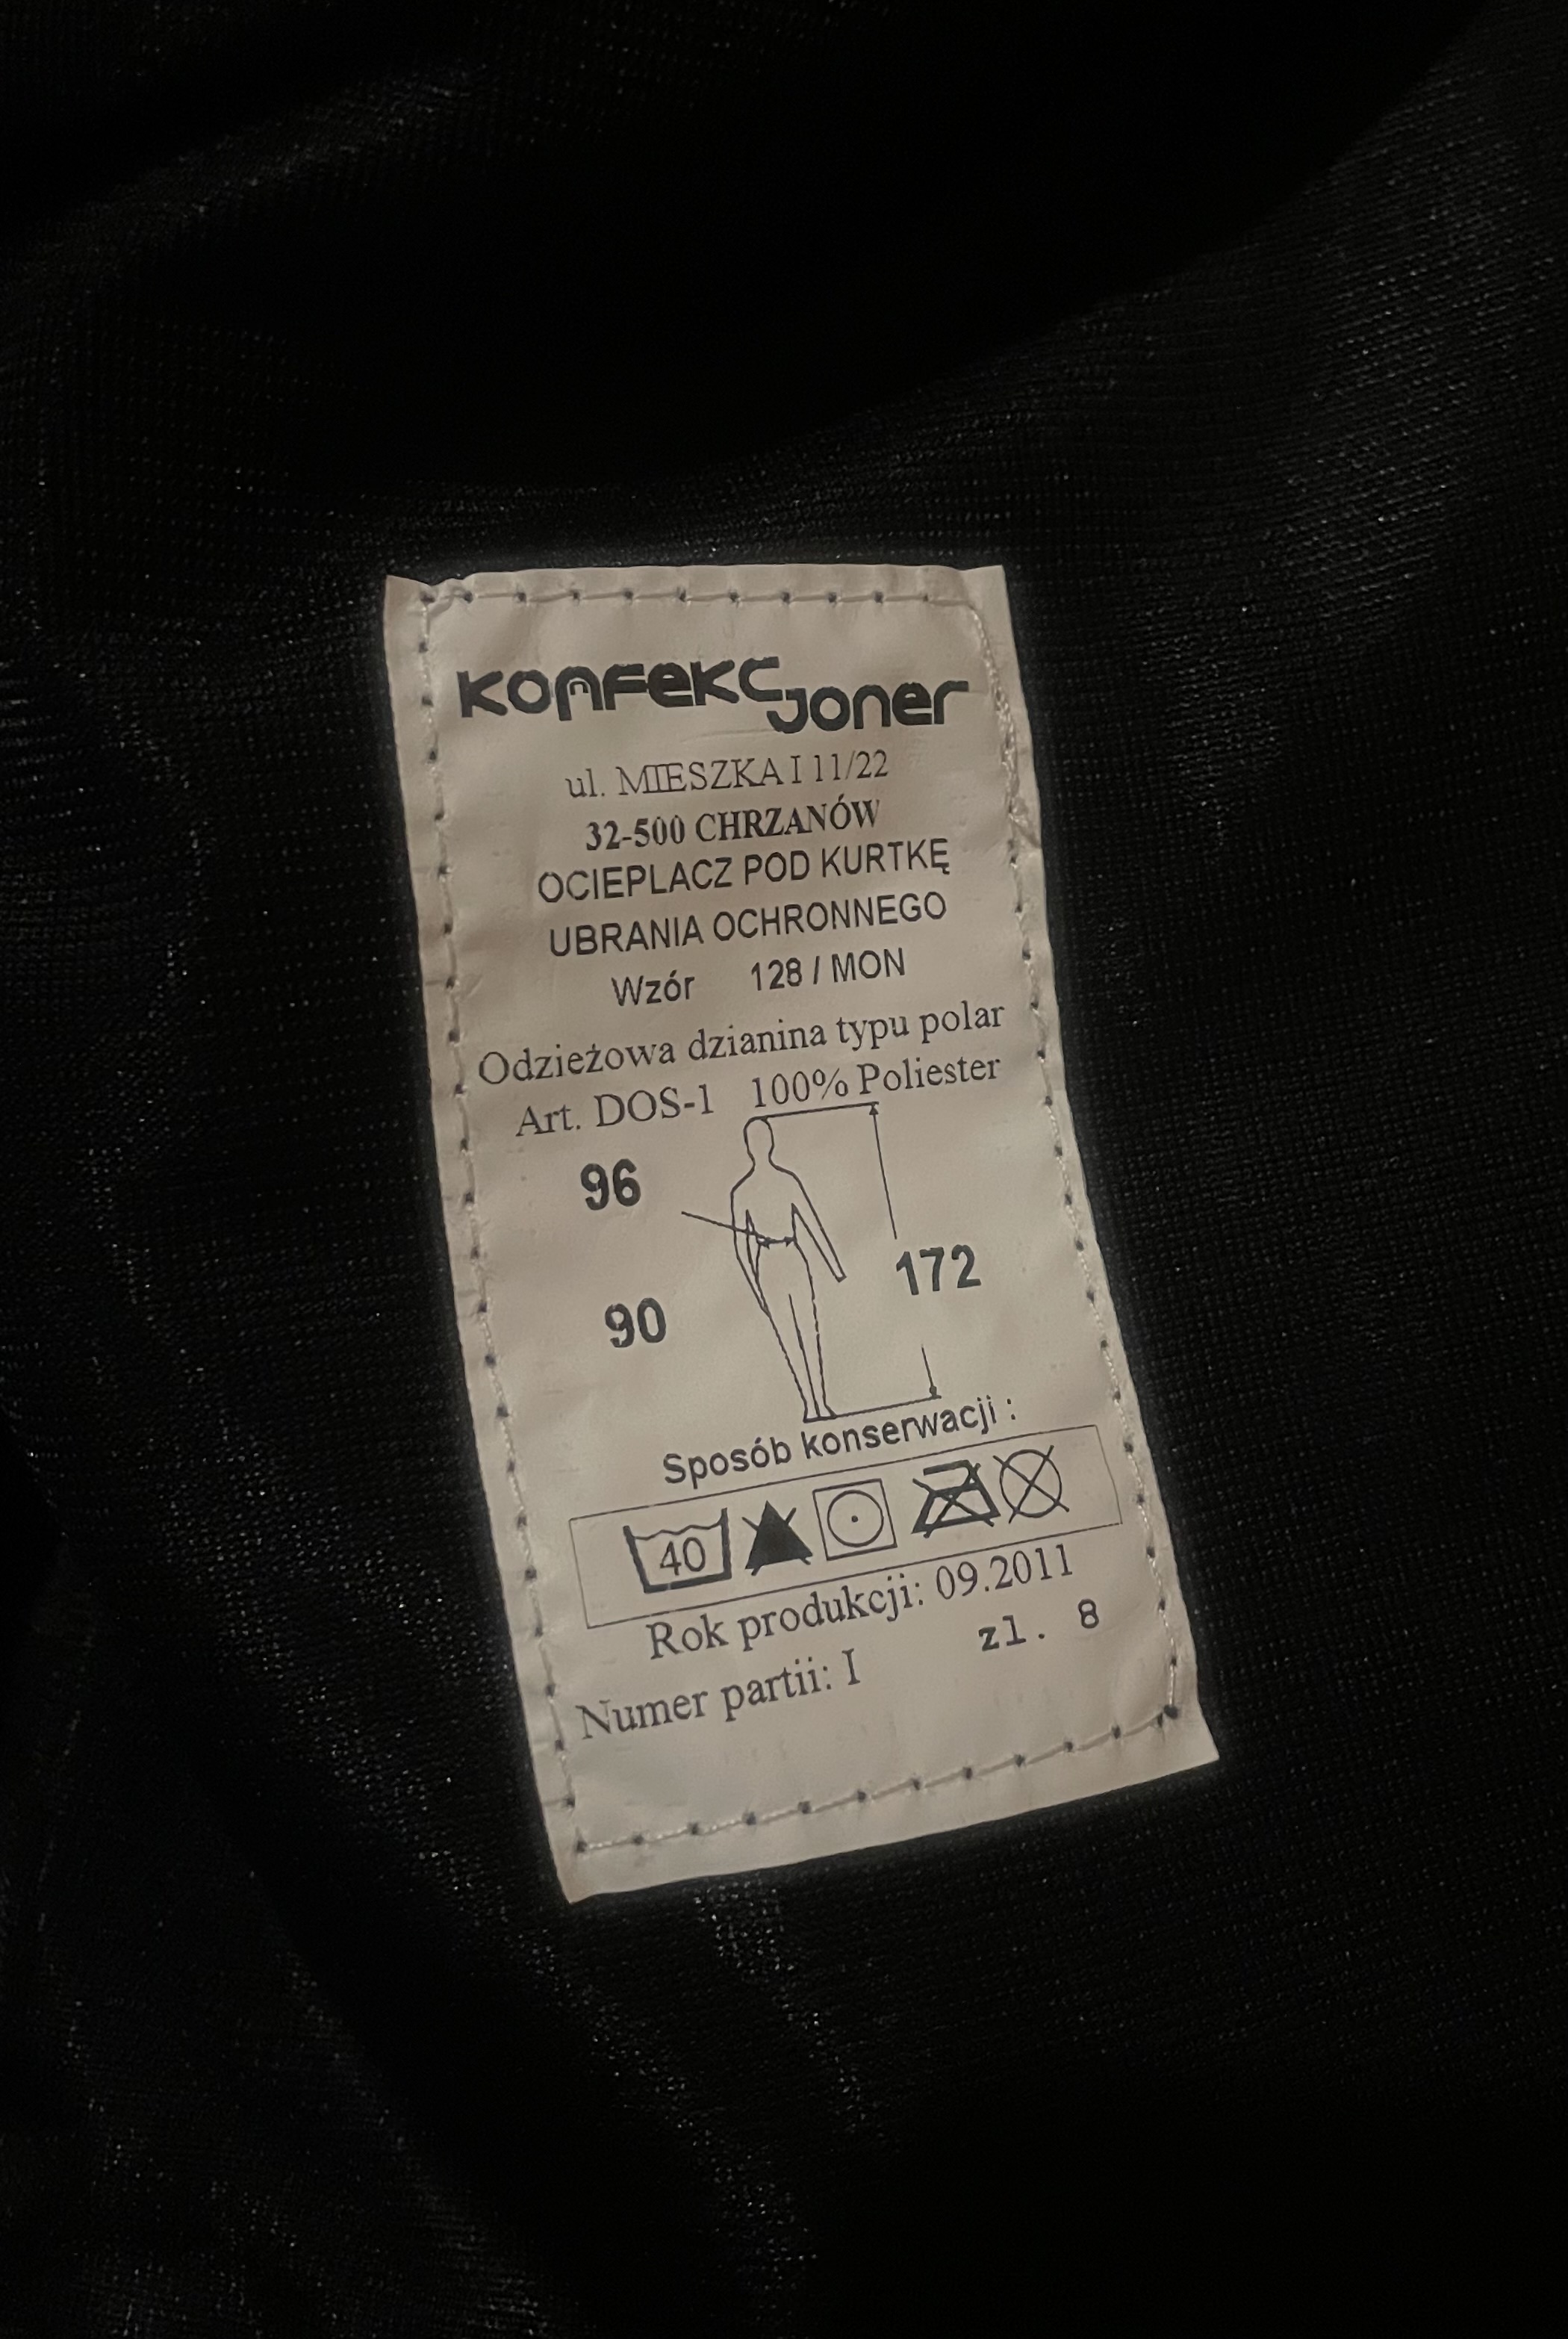 KONFEKCJONER
ul. MIESZKA I 11/22
32-500 CHRZANÓW
OCIEPLACZ POD KURTKĘ
UBRANIA OCHRONNEGO
Wzór 128 / MON
Odzieżowa dzianina typu polar
Art. DOS-1 100% Poliester
96
172
90
Sposób konserwacji :
40
Rok produkcji: 09.2011
zl. 8
Numer partii: I